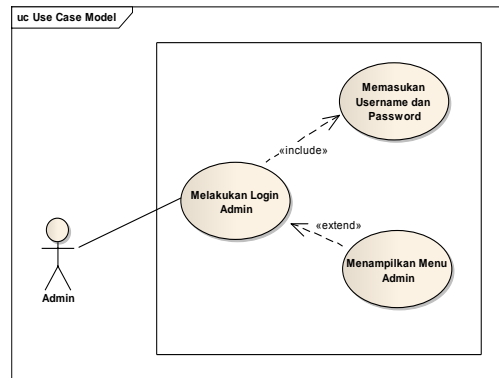 uc Use Case Model
Memasukan
Username dan
Password
«include»
Melakukan Login
Admin
«extend»
Menampilkan Menu
Admin
Admin